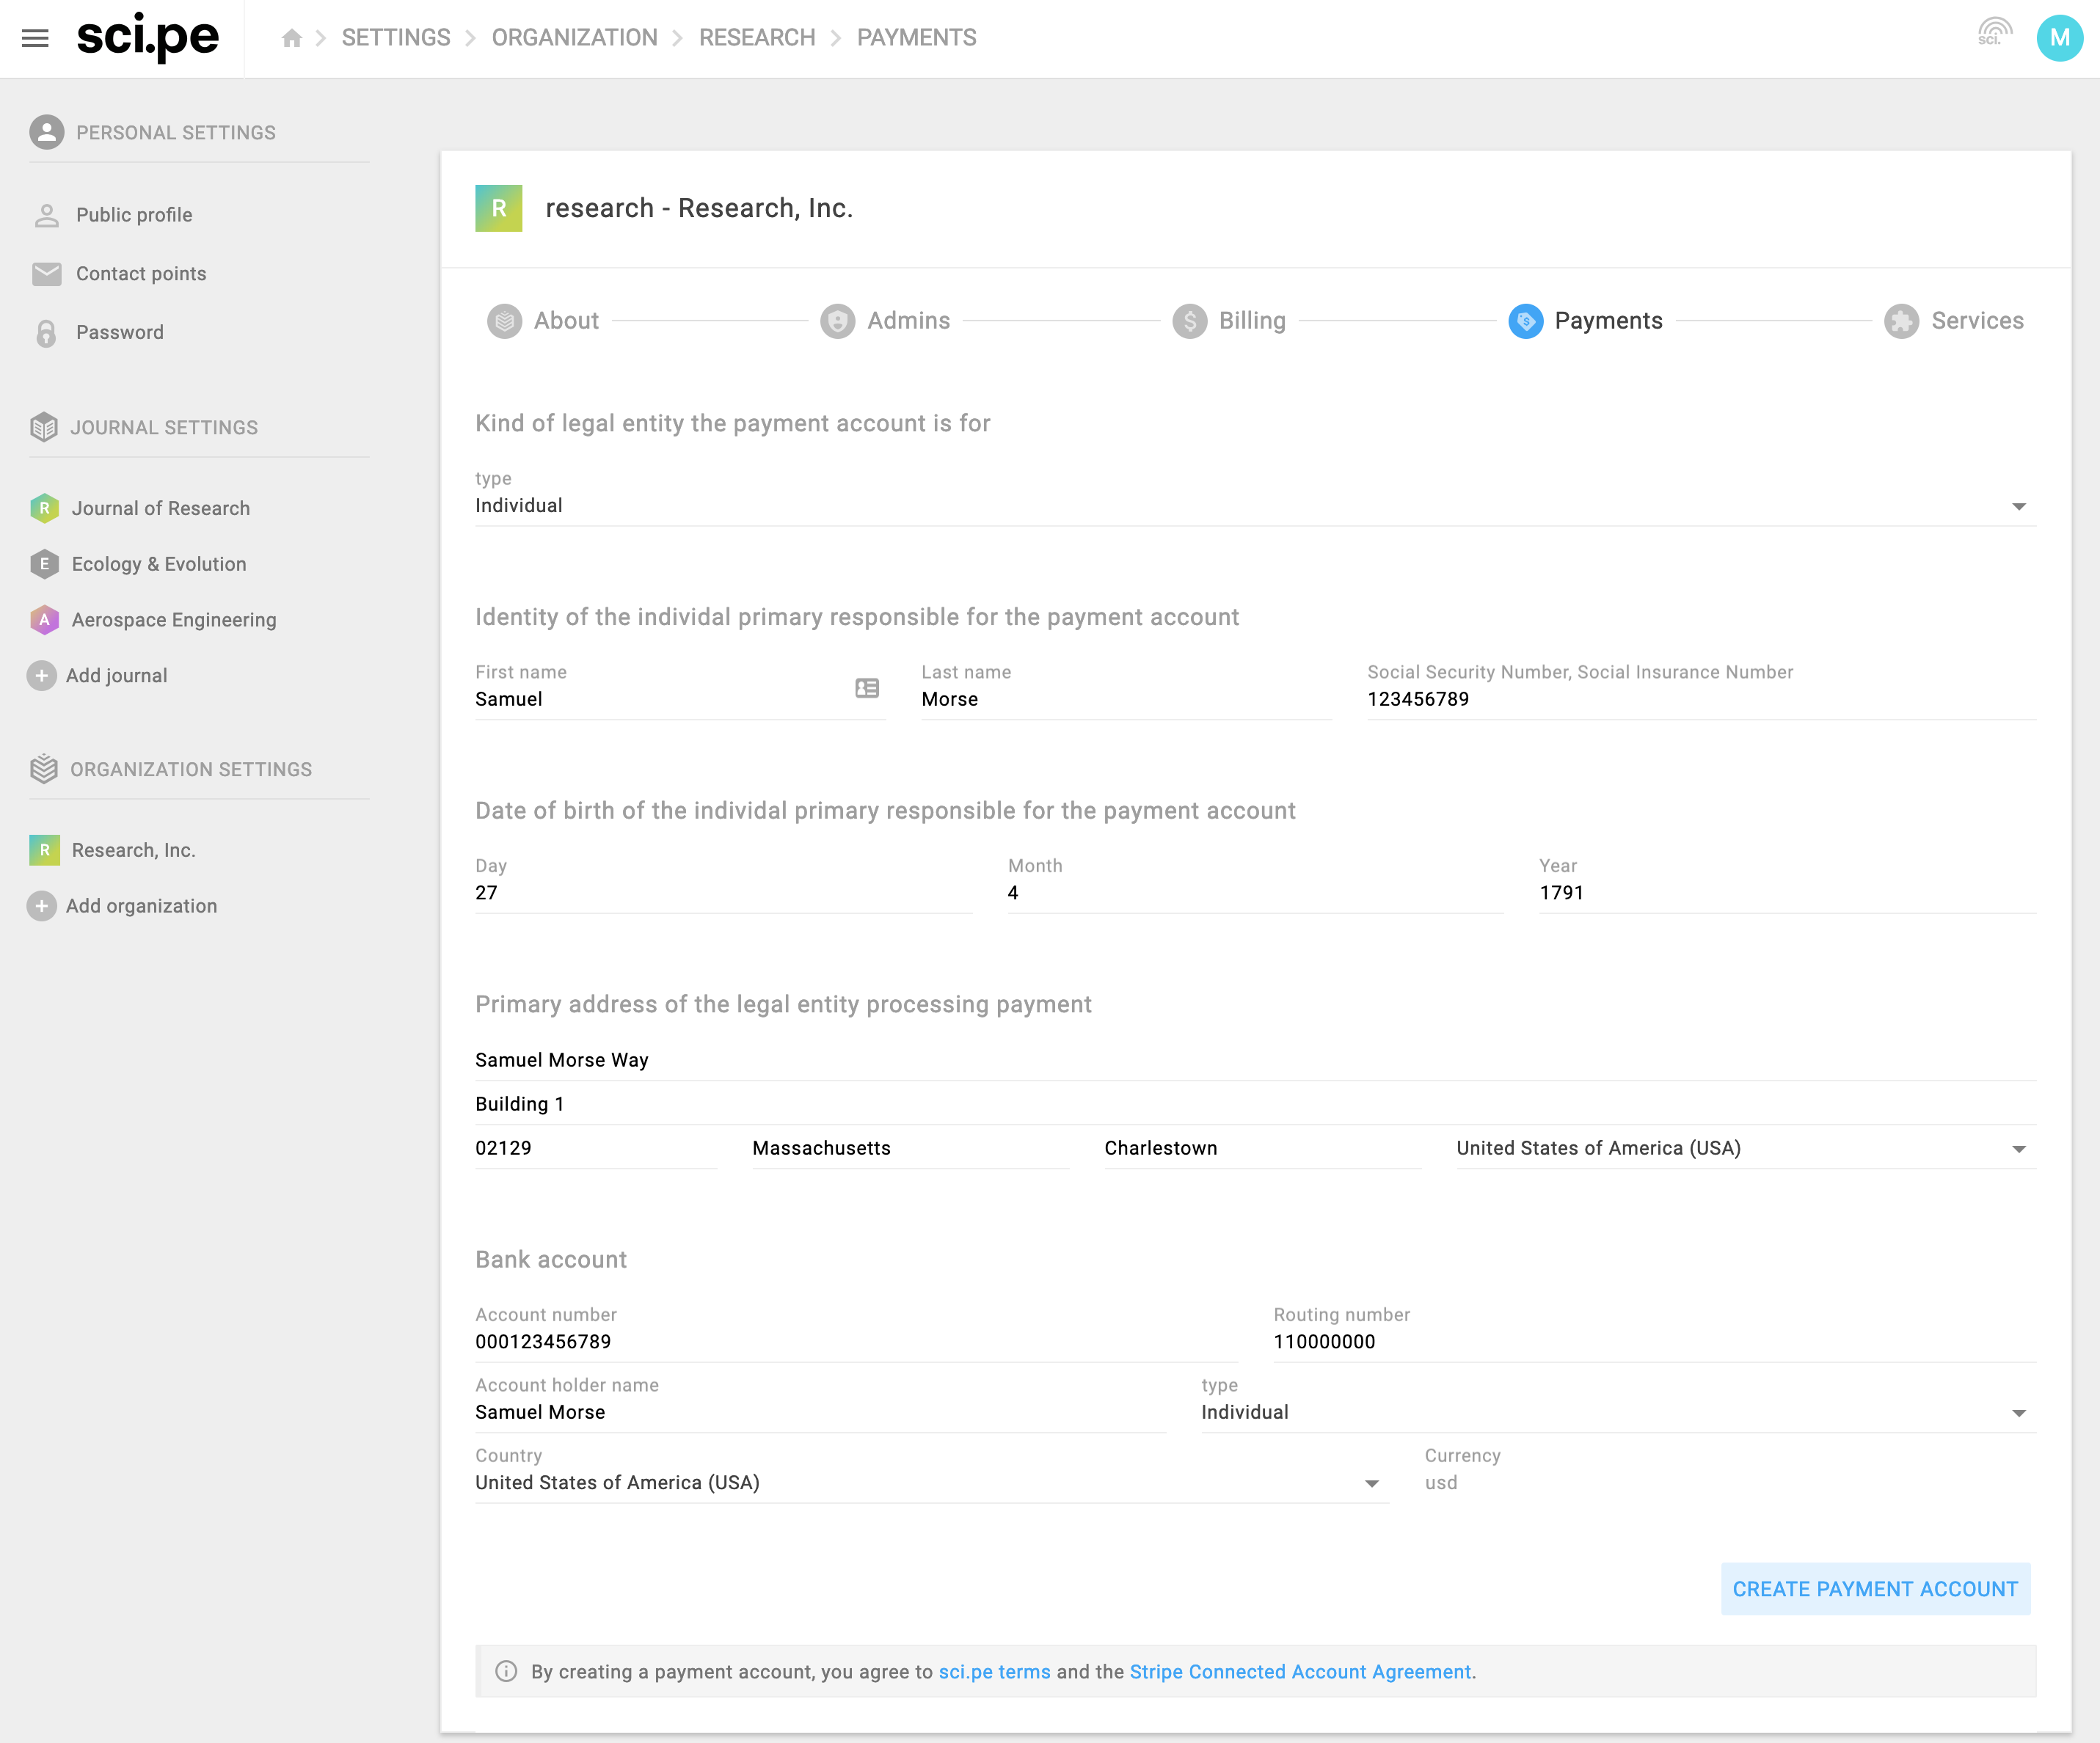 sci.pe
SETTINGS > ORGANIZATION > RESEARCH > PAYMENTS
sci.
M
PERSONAL SETTINGS
Public profile
Contact points
Password
JOURNAL SETTINGS
R Journal of Research
E Ecology & Evolution
A Aerospace Engineering
+ Add journal
ORGANIZATION SETTINGS
R Research, Inc.
+ Add organization
R research - Research, Inc.
About
Admins
$ Billing
$ Payments
Services
Kind of legal entity the payment account is for
type
Individual
Identity of the individal primary responsible for the payment account
First name Last name Social Security Number, Social Insurance Number
Samuel Morse 123456789
Date of birth of the individal primary responsible for the payment account
Day Month Year
27 4 1791
Primary address of the legal entity processing payment
Samuel Morse Way
Building 1
02129 Massachusetts Charlestown United States of America (USA)
Bank account
Account number Routing number
000123456789 110000000
Account holder name type
Samuel Morse Individual
Country Currency
United States of America (USA) usd
CREATE PAYMENT ACCOUNT
By creating a payment account, you agree to sci.pe terms and the Stripe Connected Account Agreement.